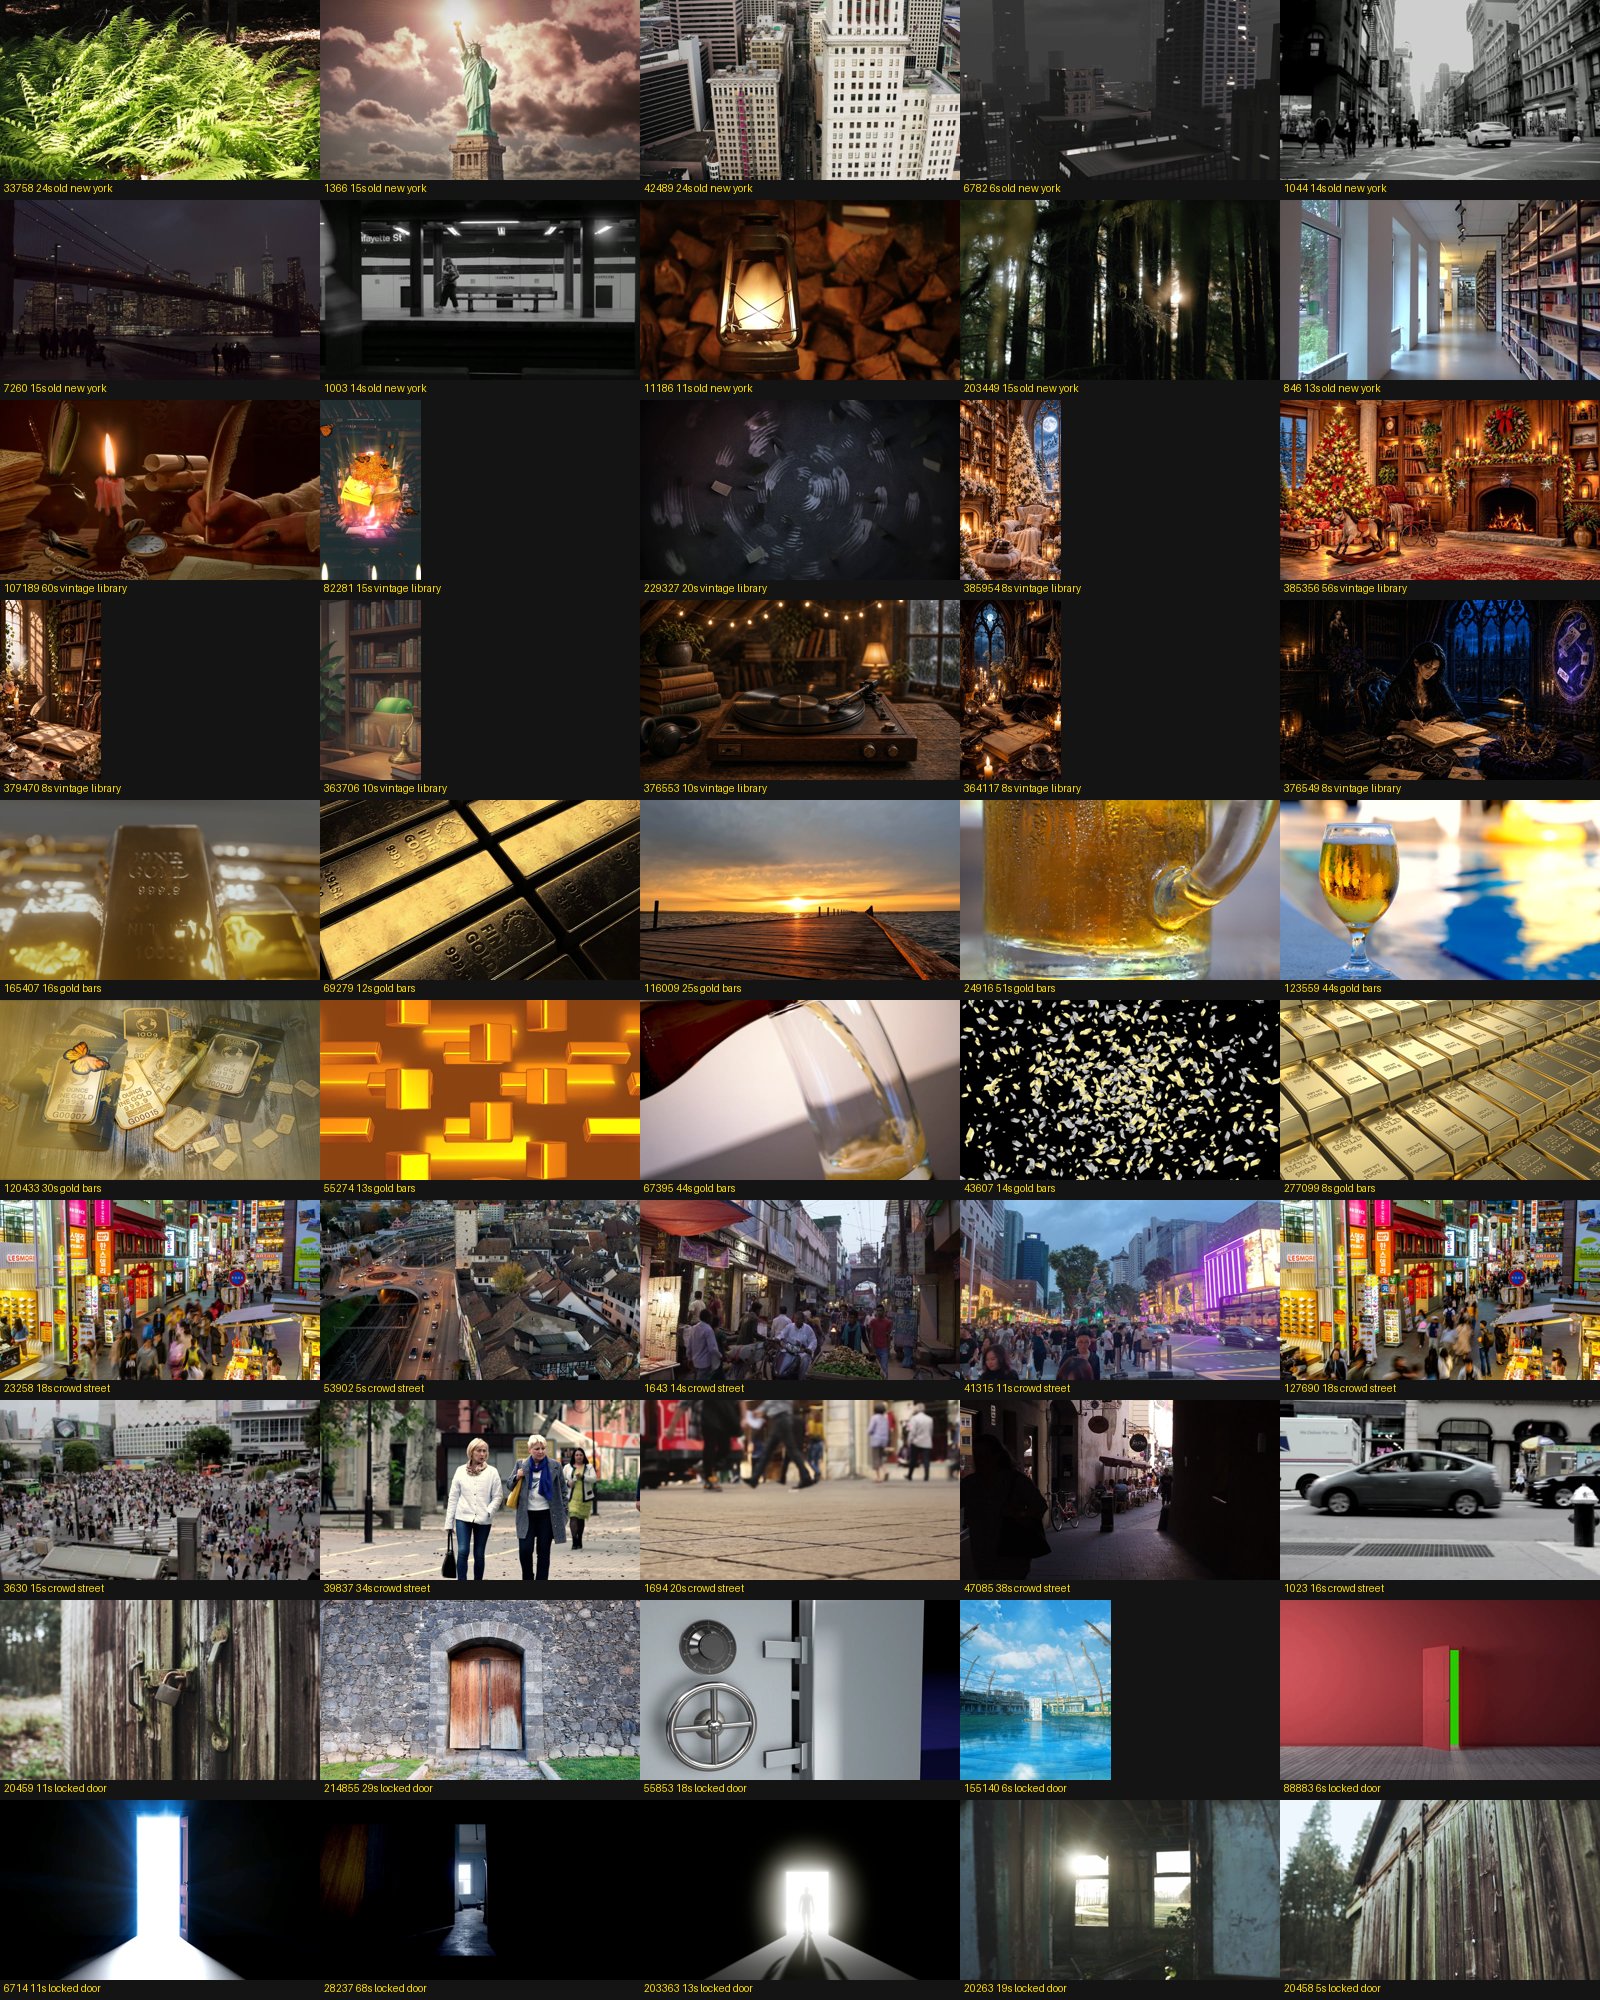 33758 24s old new york
1366 15s old new york
42489 24s old new york
6782 6s old new york
1044 14s old new york
afayette St
7260 15s old new york
1003 14s old new york
11186 11s old new york
203449 15s old new york
846 13s old new york
107189 60s vintage library
82281 15s vintage library
229327 20s vintage library
385954 8s vintage library
385356 56s vintage library
379470 8s vintage library
363706 10s vintage library
376553 10s vintage library
364117 8s vintage library
376549 8s vintage library
FINE
GOLD
999.9
FINE
GOLD
999.9
165407 16s gold bars
69279 12s gold bars
116009 25s gold bars
24916 51s gold bars
123559 44s gold bars
120433 30s gold bars
55274 13s gold bars
67395 44s gold bars
43607 14s gold bars
277099 8s gold bars
LESMORE
LESMORE
23258 18s crowd street
53902 5s crowd street
1643 14s crowd street
41315 11s crowd street
127690 18s crowd street
3630 15s crowd street
39837 34s crowd street
1694 20s crowd street
47085 38s crowd street
1023 16s crowd street
20459 11s locked door
214855 29s locked door
55853 18s locked door
155140 6s locked door
88883 6s locked door
6714 11s locked door
28237 68s locked door
203363 13s locked door
20263 19s locked door
20458 5s locked door